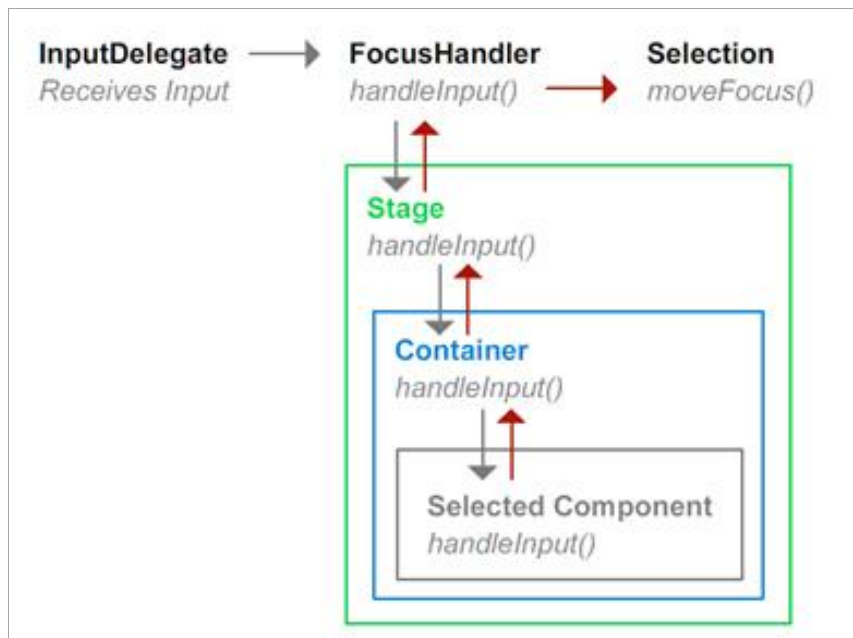 InputDelegate
Receives Input
FocusHandler
handleInput()
Selection
moveFocus()
Stage
handleInput()
Container
handleInput()
Selected Component
handleInput()